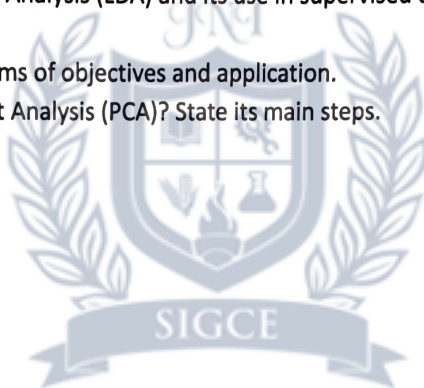 Analysis (LDA) and its use in supervised
ms of objectives and application.
t Analysis (PCA)? State its main steps.
SIGCE